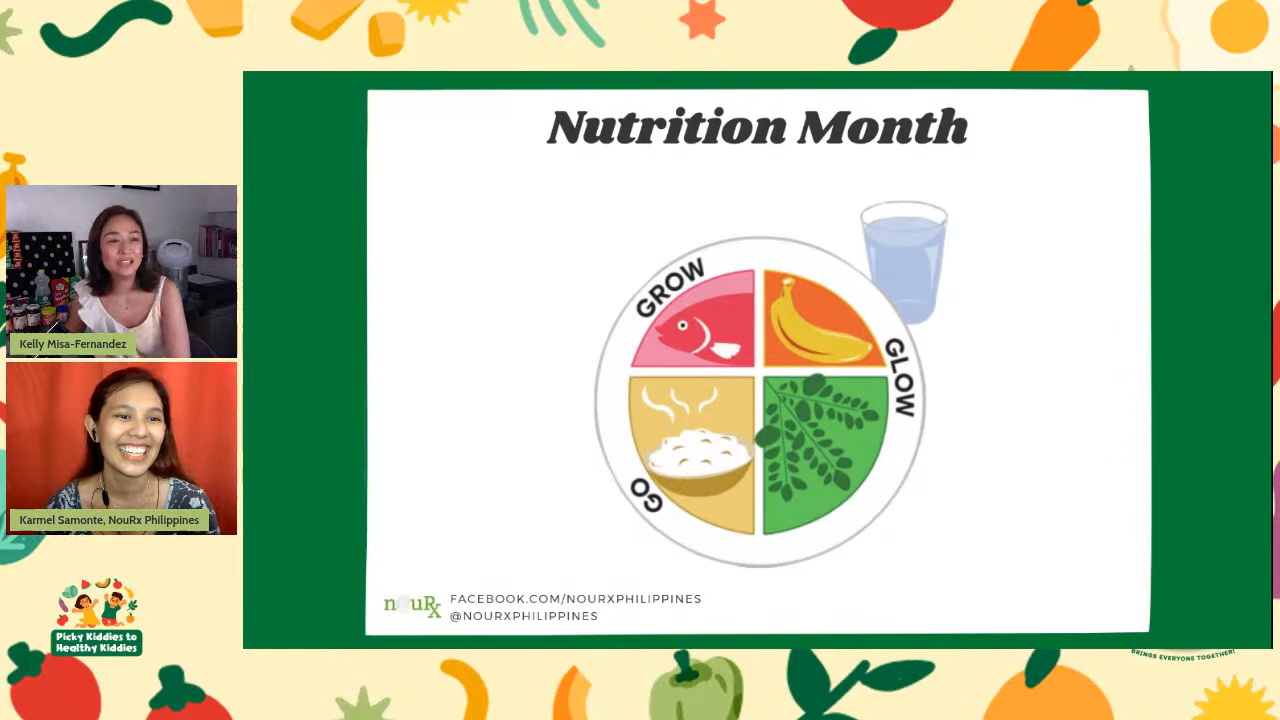 Nutrition Month
GROW
GLOW
GO
nouRx
FACEBOOK.COM/NOURXPHILIPPINES
@NOURXPHILIPPINES
Kelly Misa-Fernandez
Karmel Samonte, NouRx Philippines
Picky Kiddies to
Healthy Kiddies
BRINGS EVERYONE TOGETHER!